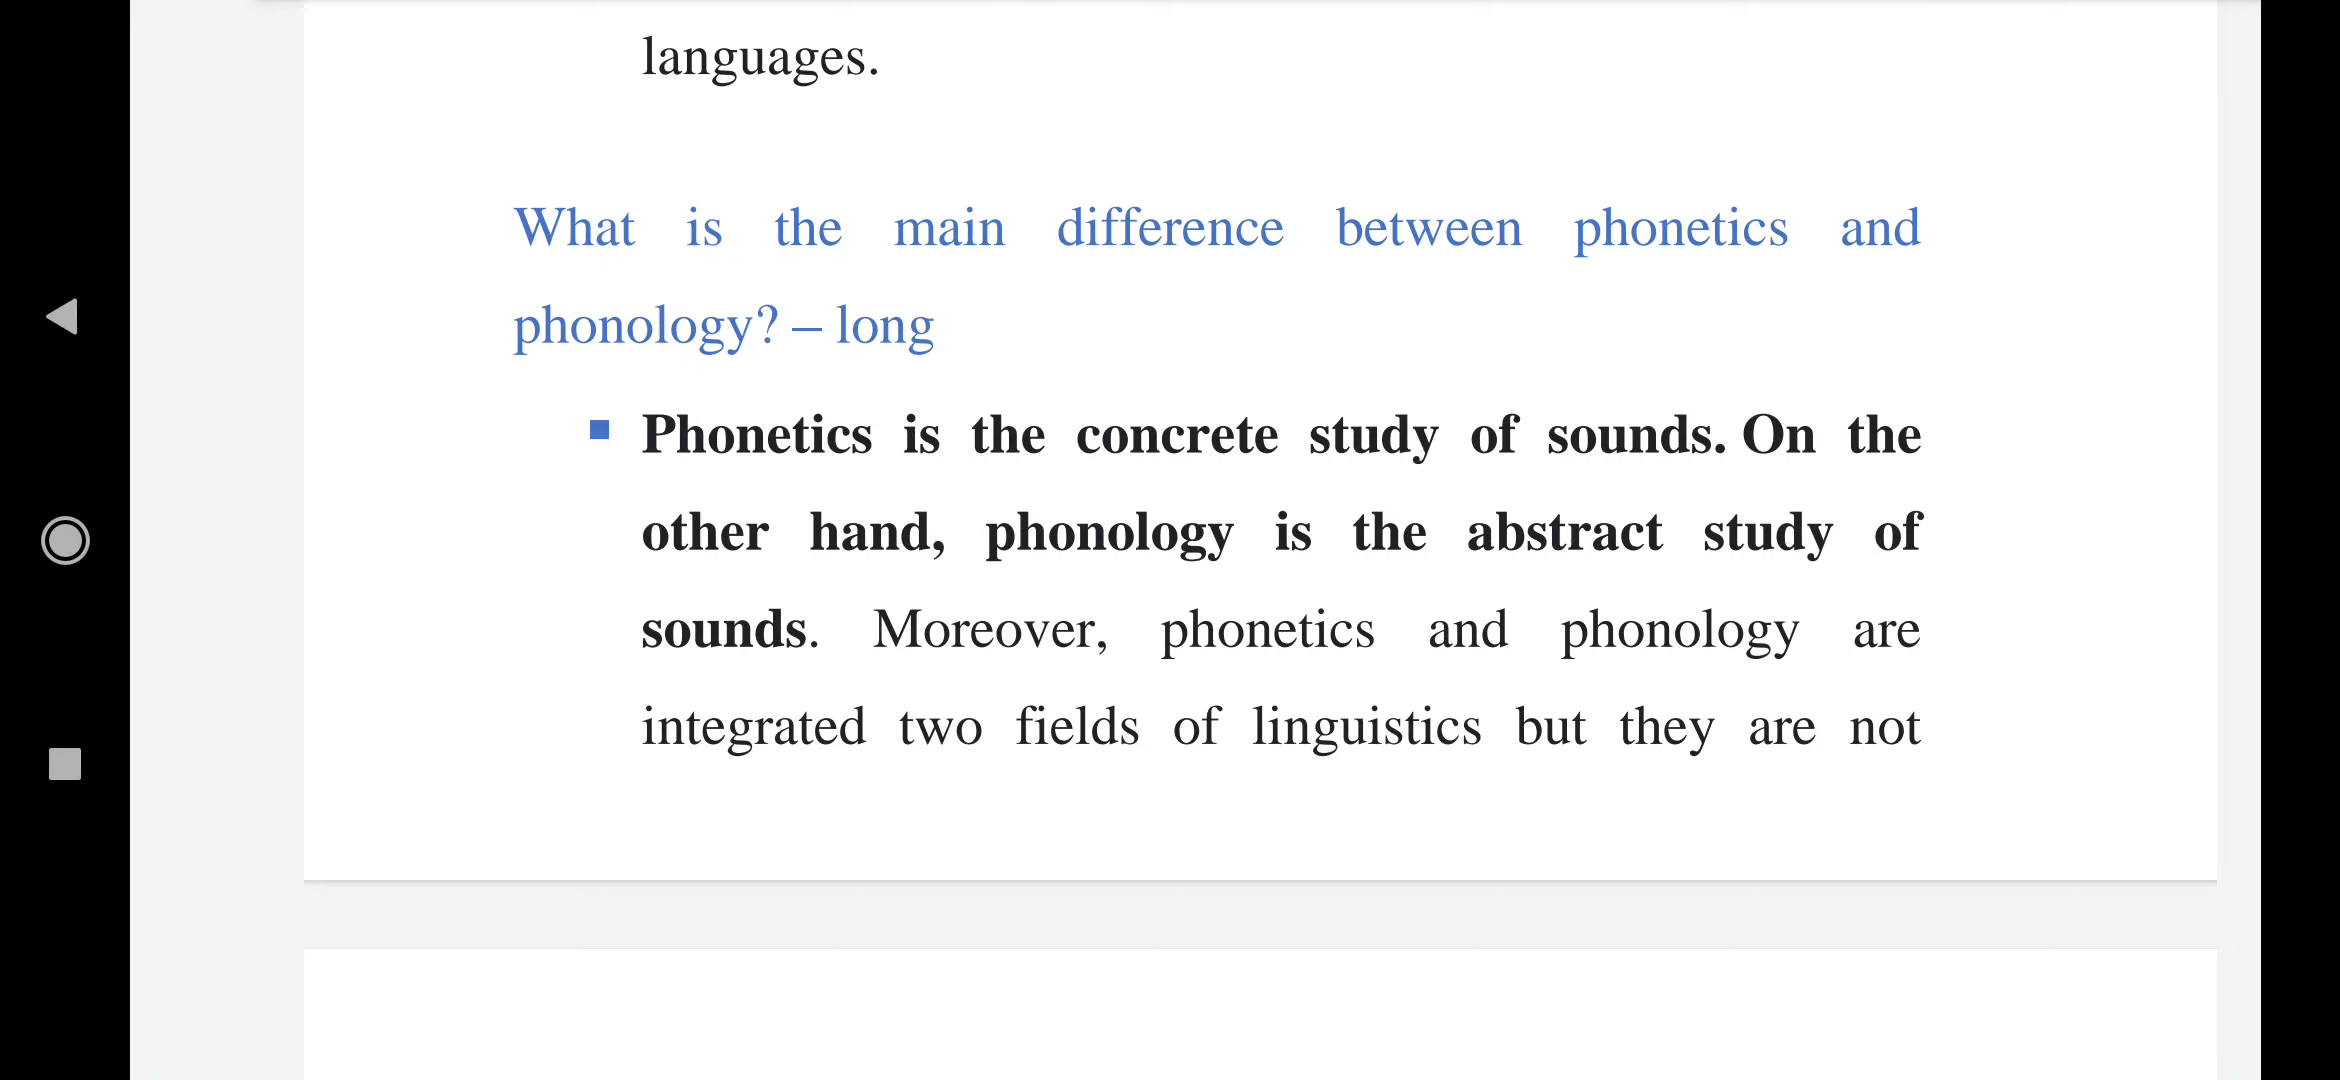 languages.
What is the main difference between phonetics and
phonology? – long
Phonetics is the concrete study of sounds. On the
other hand, phonology is the abstract study of
sounds. Moreover, phonetics and phonology are
integrated two fields of linguistics but they are not